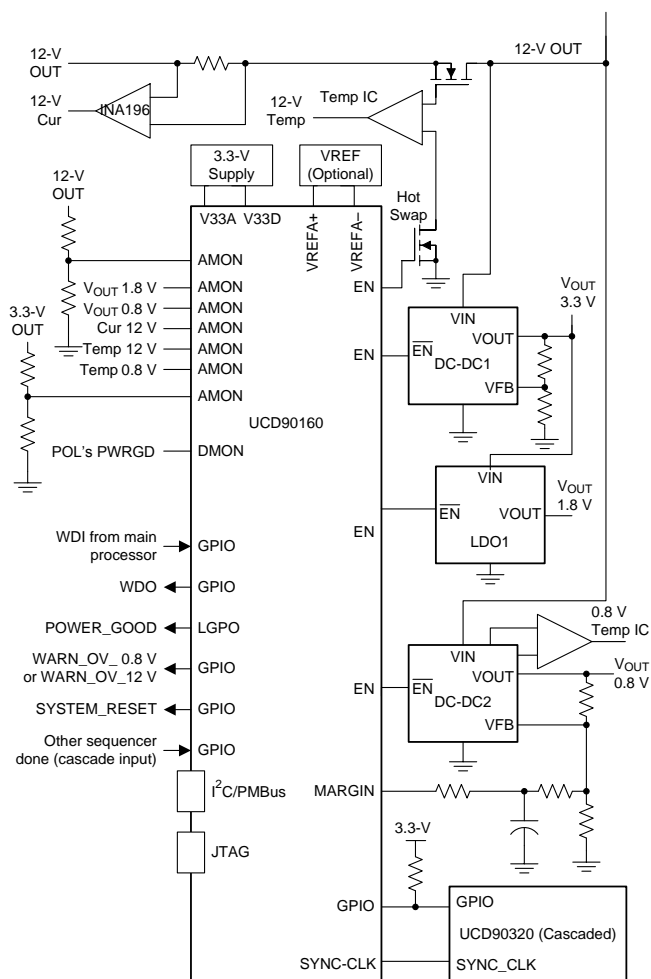 12-V
OUT
12-V
Cur
INA196
12-V
Temp
Temp IC
12-V OUT
3.3-V
Supply
VREF
(Optional)
Hot
Swap
12-V
OUT
V33A V33D
VREFA+
VREFA–
AMON
EN
VOUT 1.8 V
AMON
VOUT 0.8 V
AMON
Cur 12 V
AMON
3.3-V
OUT
Temp 12 V
AMON
Temp 0.8 V
AMON
AMON
UCD90160
VOUT
3.3 V
VIN
VOUT
EN
EN
DC-DC1
VFB
POL's PWRGD
DMON
VIN
VOUT
1.8 V
EN
EN
VOUT
LDO1
WDI from main
processor
GPIO
WDO
GPIO
POWER_GOOD
LGPO
WARN_OV_ 0.8 V
or WARN_OV_12 V
GPIO
SYSTEM_RESET
GPIO
Other sequencer
done (cascade input)
GPIO
0.8 V
Temp IC
VIN
VOUT
VOUT
0.8 V
EN
EN
DC-DC2
VFB
I2C/PMBus
MARGIN
JTAG
3.3-V
GPIO
GPIO
UCD90320 (Cascaded)
SYNC-CLK
SYNC_CLK